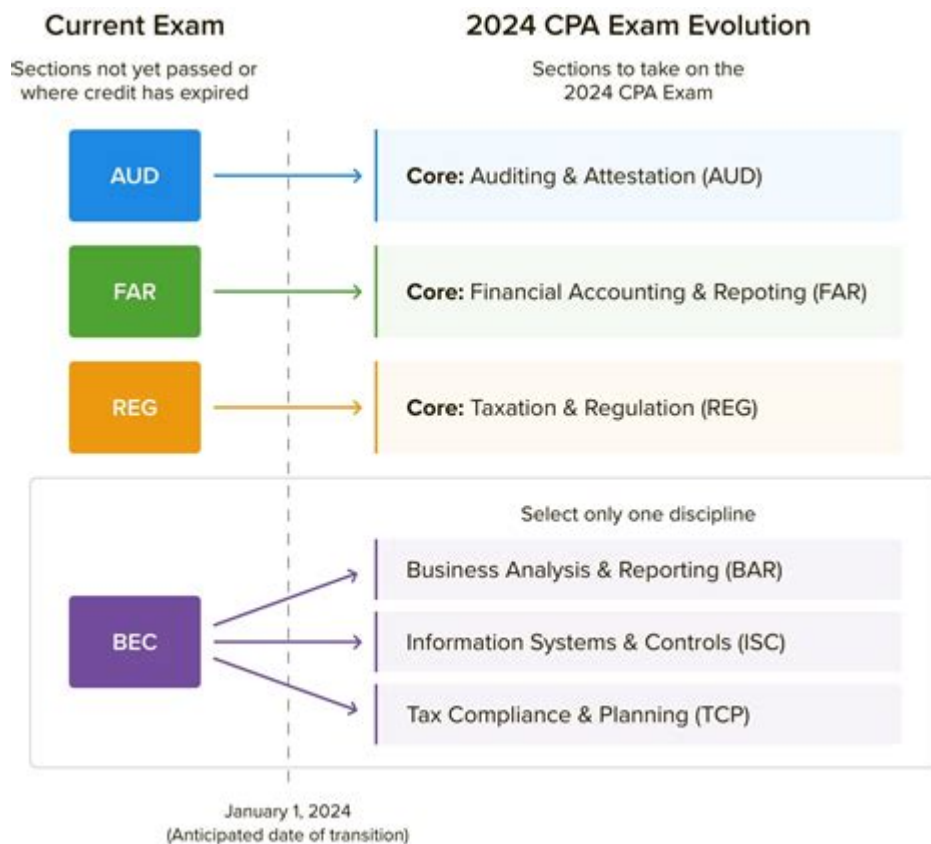 Current Exam
2024 CPA Exam Evolution
Sections not yet passed or
where credit has expired
Sections to take on the
2024 CPA Exam
AUD
Core: Auditing & Attestation (AUD)
FAR
Core: Financial Accounting & Repoting (FAR)
REG
Core: Taxation & Regulation (REG)
Select only one discipline
BEC
Business Analysis & Reporting (BAR)
Information Systems & Controls (ISC)
Tax Compliance & Planning (TCP)
January 1, 2024
(Anticipated date of transition)